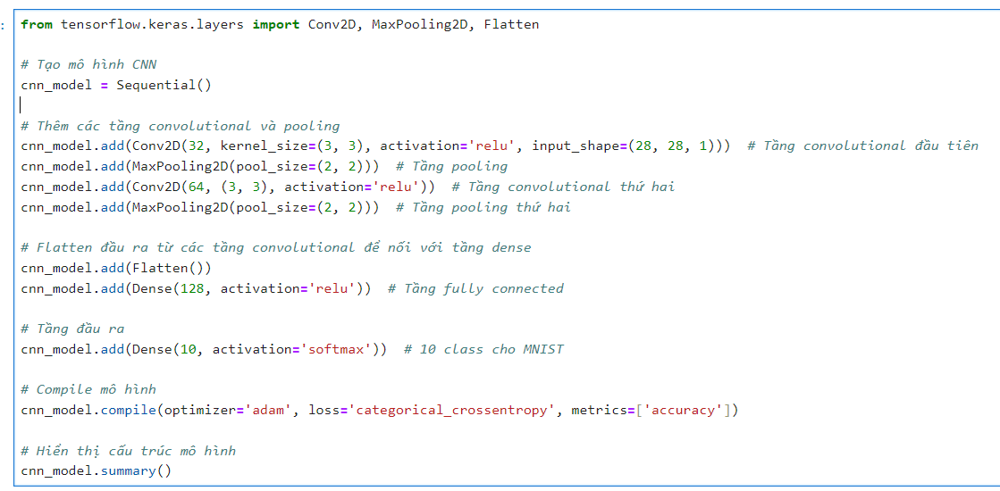 from tensorflow.keras.layers import Conv2D, MaxPooling2D, Flatten
# Tạo mô hình CNN
cnn_model = Sequential()
# Thêm các tầng convolutional và pooling
cnn_model.add(Conv2D(32, kernel_size=(3, 3), activation='relu', input_shape=(28, 28, 1)))  # Tầng convolutional đầu tiên
cnn_model.add(MaxPooling2D(pool_size=(2, 2)))  # Tầng pooling
cnn_model.add(Conv2D(64, (3, 3), activation='relu'))  # Tầng convolutional thứ hai
cnn_model.add(MaxPooling2D(pool_size=(2, 2)))  # Tầng pooling thứ hai
# Flatten đầu ra từ các tầng convolutional để nối với tầng dense
cnn_model.add(Flatten())
cnn_model.add(Dense(128, activation='relu'))  # Tầng fully connected
# Tầng đầu ra
cnn_model.add(Dense(10, activation='softmax'))  # 10 class cho MNIST
# Compile mô hình
cnn_model.compile(optimizer='adam', loss='categorical_crossentropy', metrics=['accuracy'])
# Hiển thị cấu trúc mô hình
cnn_model.summary()